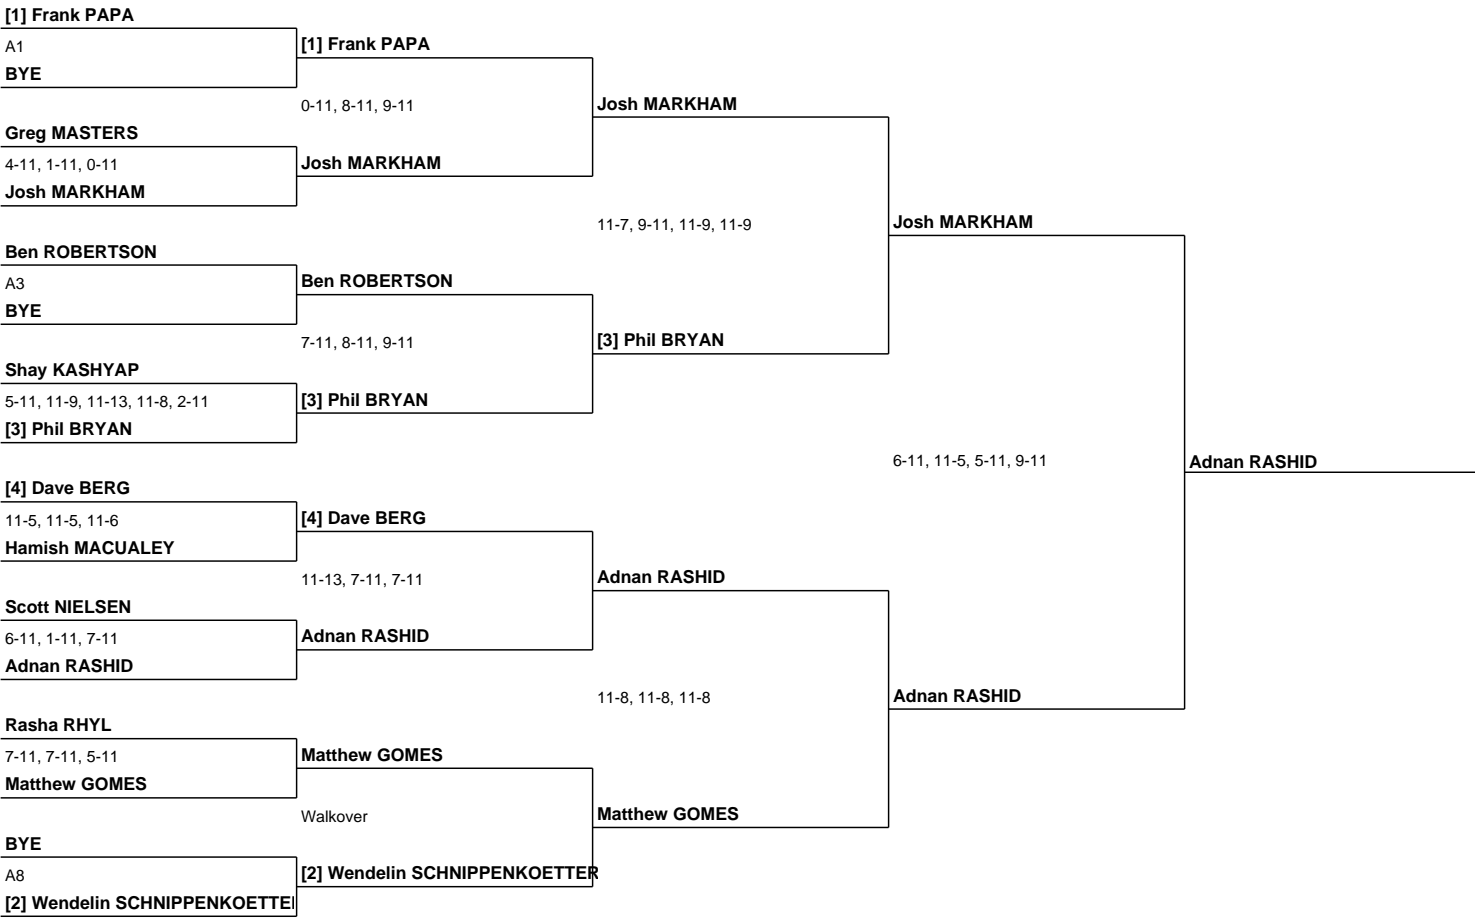 [1] Frank PAPA
A1
BYE
Greg MASTERS
4-11, 1-11, 0-11
Josh MARKHAM
Ben ROBERTSON
A3
BYE
Shay KASHYAP
5-11, 11-9, 11-13, 11-8, 2-11
[3] Phil BRYAN
[4] Dave BERG
11-5, 11-5, 11-6
Hamish MACUALEY
Scott NIELSEN
6-11, 1-11, 7-11
Adnan RASHID
Rasha RHYL
7-11, 7-11, 5-11
Matthew GOMES
BYE
A8
[2] Wendelin SCHNIPPENKOETTE
[1] Frank PAPA
0-11, 8-11, 9-11
Josh MARKHAM
Ben ROBERTSON
7-11, 8-11, 9-11
[3] Phil BRYAN
[4] Dave BERG
11-13, 7-11, 7-11
Adnan RASHID
Matthew GOMES
Walkover
[2] Wendelin SCHNIPPENKOETTER
Josh MARKHAM
11-7, 9-11, 11-9, 11-9
[3] Phil BRYAN
Adnan RASHID
11-8, 11-8, 11-8
Matthew GOMES
Josh MARKHAM
6-11, 11-5, 5-11, 9-11
Adnan RASHID
Adnan RASHID